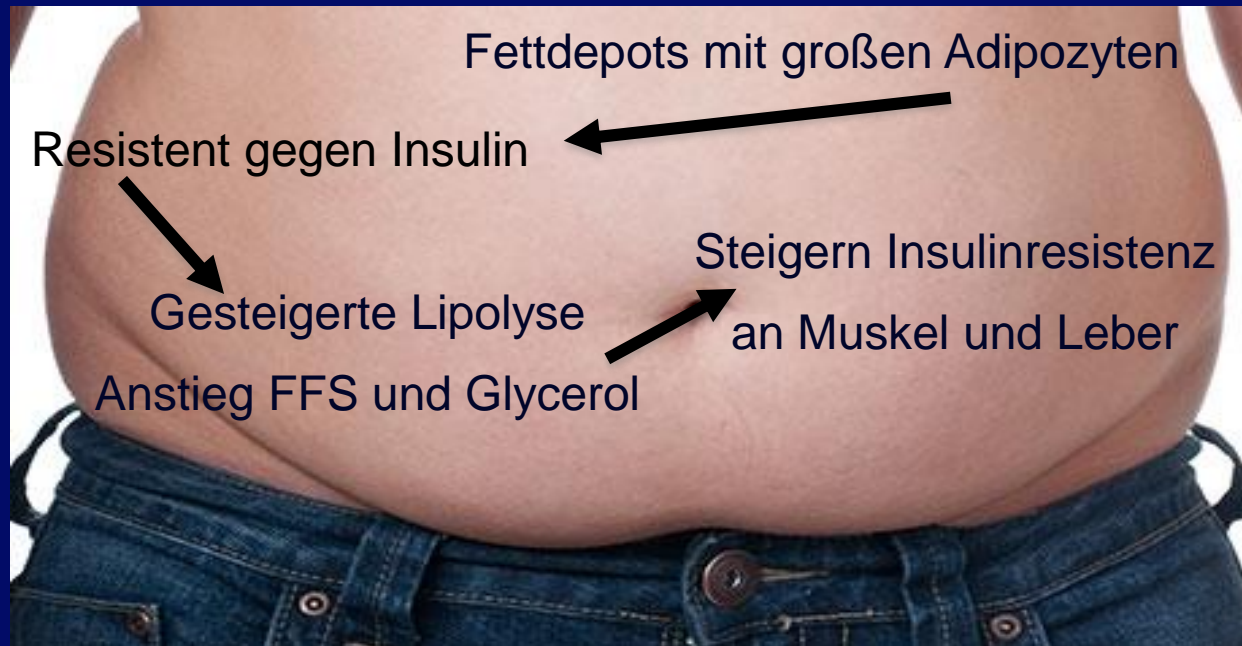 Fettdepots mit großen Adipozyten
Resistent gegen Insulin
Gesteigerte Lipolyse
Anstieg FFS und Glycerol
Steigern Insulinresistenz
an Muskel und Leber